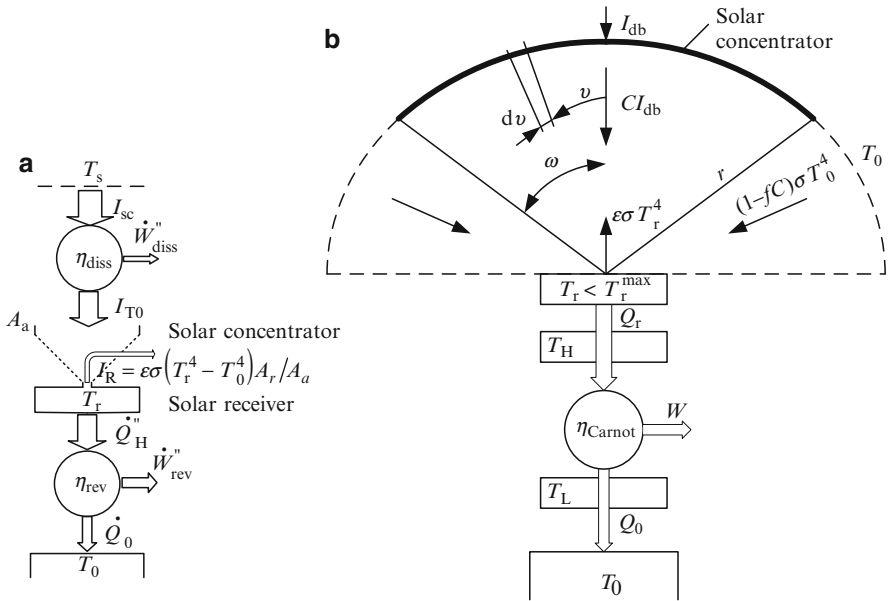 a
T_s
I_sc
Ẇ"_diss
η_diss
I_T0
A_a
Solar concentrator
I_R = εσ(T_r^4 − T_0^4)A_r/A_a
T_r
Solar receiver
Q̇"_H
Ẇ"_rev
η_rev
Q̇_0
T_0
b
I_db
Solar
concentrator
υ
dυ
CI_db
ω
r
T_0
(1–fC)σT_0^4
εσT_r^4
T_r < T_r^max
Q_r
T_H
W
η_Carnot
T_L
Q_0
T_0